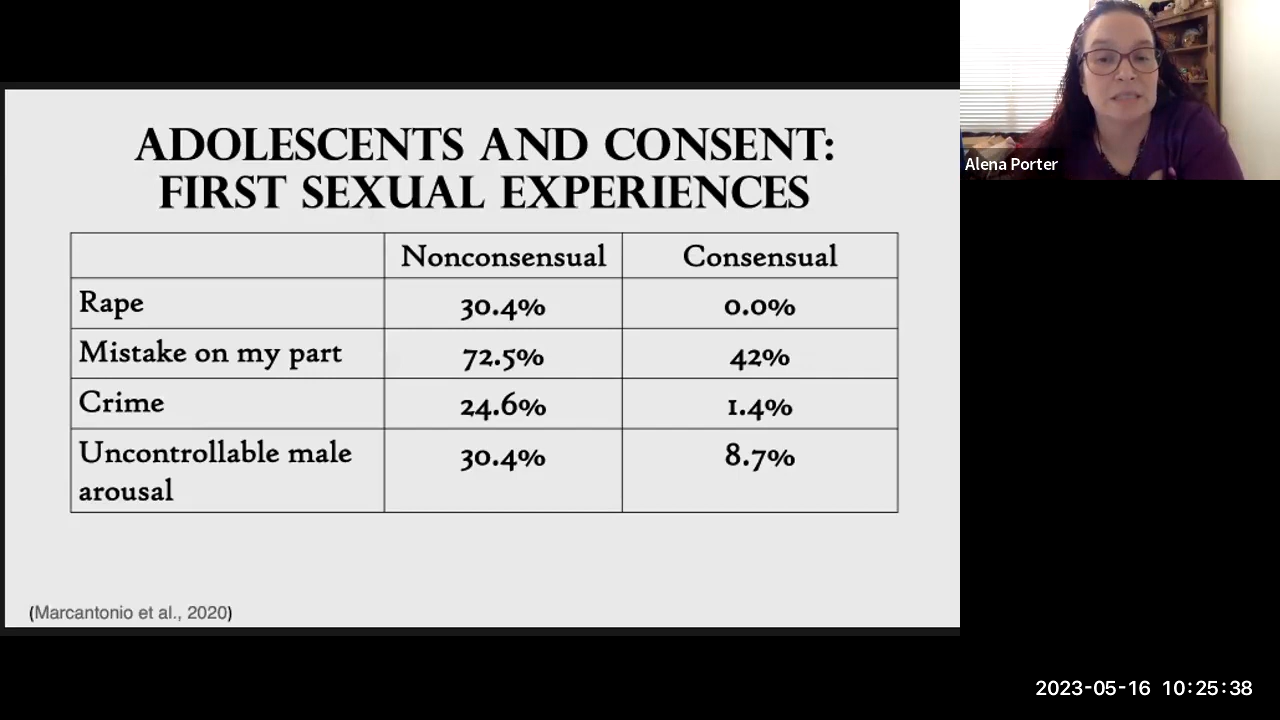 ADOLESCENTS AND CONSENT:
FIRST SEXUAL EXPERIENCES
Nonconsensual Consensual
Rape 30.4% 0.0%
Mistake on my part 72.5% 42%
Crime 24.6% 1.4%
Uncontrollable male 30.4% 8.7%
arousal
(Marcantonio et al., 2020)
Alena Porter
2023-05-16 10:25:38